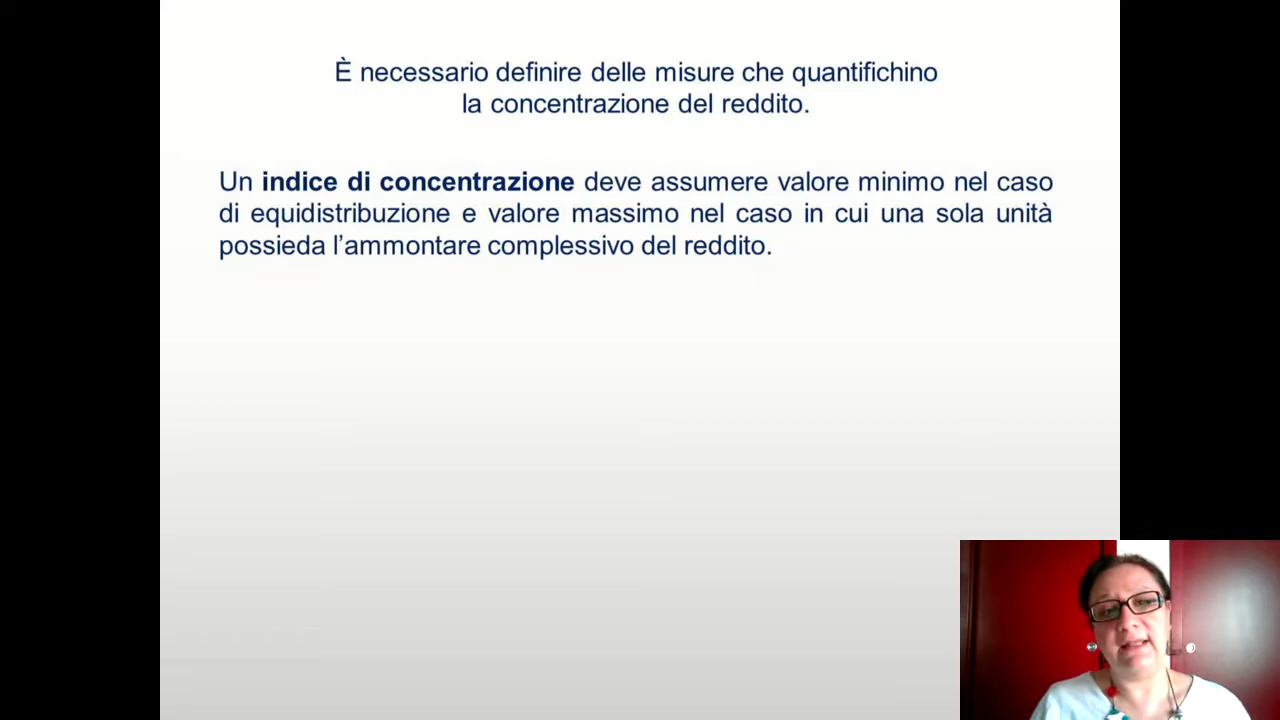 È necessario definire delle misure che quantifichino
la concentrazione del reddito.
Un indice di concentrazione deve assumere valore minimo nel caso
di equidistribuzione e valore massimo nel caso in cui una sola unità
possieda l’ammontare complessivo del reddito.